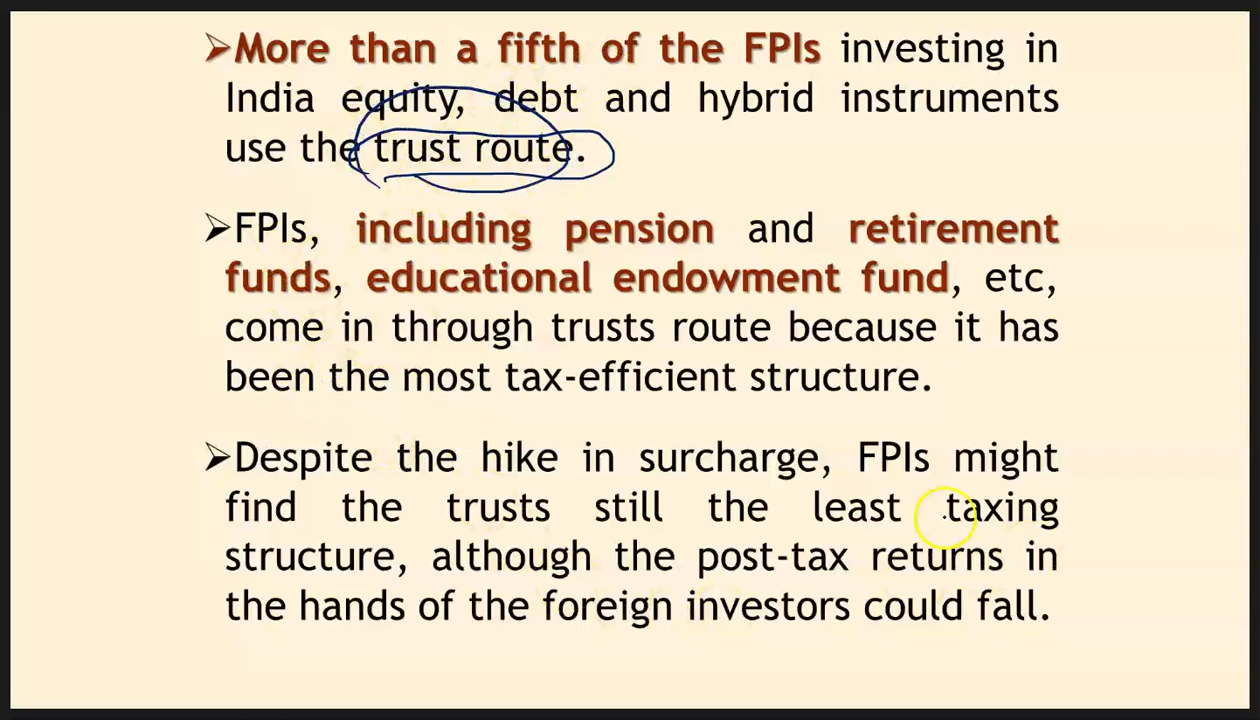 ➢More than a fifth of the FPIs investing in
India equity, debt and hybrid instruments
use the trust route.
➢FPIs, including pension and retirement
funds, educational endowment fund, etc,
come in through trusts route because it has
been the most tax-efficient structure.
➢Despite the hike in surcharge, FPIs might
find the trusts still the least taxing
structure, although the post-tax returns in
the hands of the foreign investors could fall.